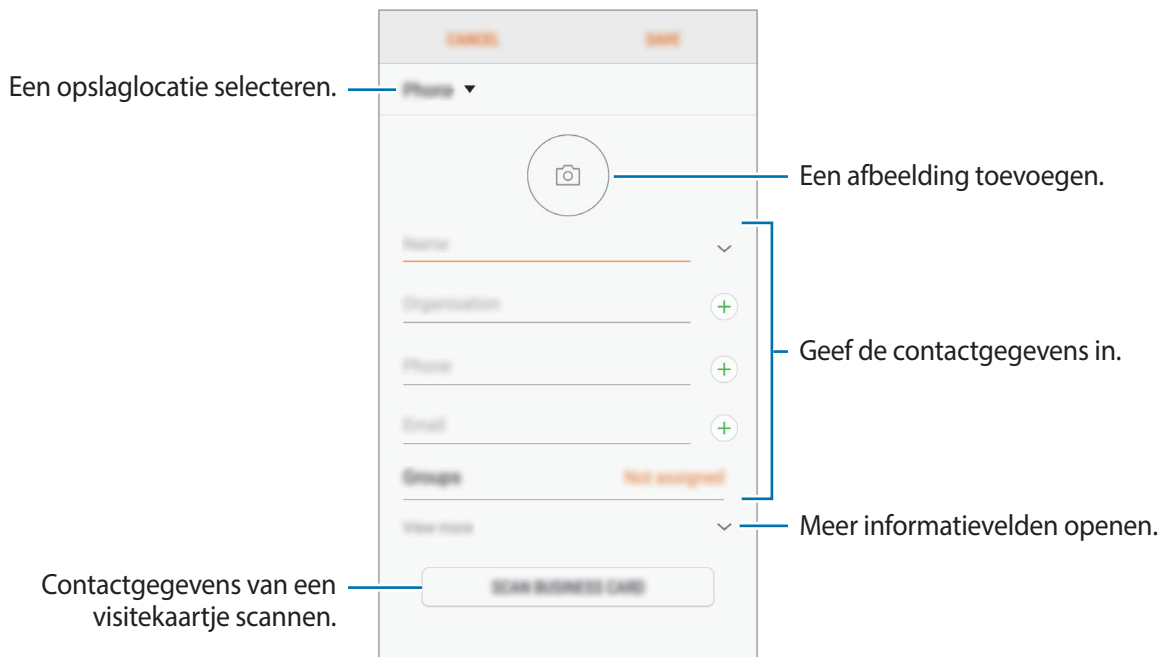 CANCEL SAVE
Een opslaglocatie selecteren.
Phone
Een afbeelding toevoegen.
Name
Organisation
Geef de contactgegevens in.
Phone
Email
Groups Not assigned
View more
Meer informatievelden openen.
Contactgegevens van een
visitekaartje scannen.
SCAN BUSINESS CARD